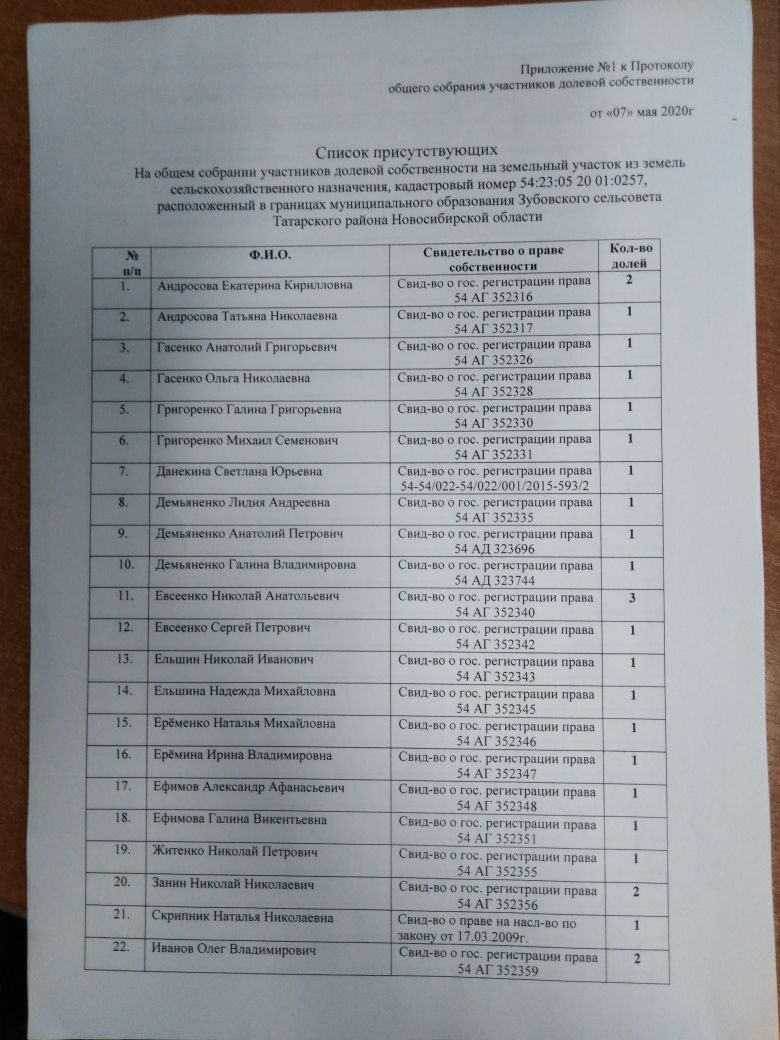 Приложение №1 к Протоколу
общего собрания участников долевой собственности
от «07» мая 2020г
Список присутствующих
На общем собрании участников долевой собственности на земельный участок из земель
сельскохозяйственного назначения, кадастровый номер 54:23:05 20 01:0257,
расположенный в границах муниципального образования Зубовского сельсовета
Татарского района Новосибирской области
№ п/п Ф.И.О. Свидетельство о праве собственности Кол-во долей
1. Андросова Екатерина Кирилловна Свид-во о гос. регистрации права 2
54 АГ 352316
2. Андросова Татьяна Николаевна Свид-во о гос. регистрации права 1
54 АГ 352317
3. Гасенко Анатолий Григорьевич Свид-во о гос. регистрации права 1
54 АГ 352326
4. Гасенко Ольга Николаевна Свид-во о гос. регистрации права 1
54 АГ 352328
5. Григоренко Галина Григорьевна Свид-во о гос. регистрации права 1
54 АГ 352330
6. Григоренко Михаил Семенович Свид-во о гос. регистрации права 1
54 АГ 352331
7. Данекина Светлана Юрьевна Свид-во о гос. регистрации права 1
54-54/022-54/022/001/2015-593/2
8. Демьяненко Лидия Андреевна Свид-во о гос. регистрации права 1
54 АГ 352335
9. Демьяненко Анатолий Петрович Свид-во о гос. регистрации права 1
54 АД 323696
10. Демьяненко Галина Владимировна Свид-во о гос. регистрации права 1
54 АД 323744
11. Евсеенко Николай Анатольевич Свид-во о гос. регистрации права 3
54 АГ 352340
12. Евсеенко Сергей Петрович Свид-во о гос. регистрации права 1
54 АГ 352342
13. Ельшин Николай Иванович Свид-во о гос. регистрации права 1
54 АГ 352343
14. Ельшина Надежда Михайловна Свид-во о гос. регистрации права 1
54 АГ 352345
15. Ерёменко Наталья Михайловна Свид-во о гос. регистрации права 1
54 АГ 352346
16. Ерёмина Ирина Владимировна Свид-во о гос. регистрации права 1
54 АГ 352347
17. Ефимов Александр Афанасьевич Свид-во о гос. регистрации права 1
54 АГ 352348
18. Ефимова Галина Викентьевна Свид-во о гос. регистрации права 1
54 АГ 352351
19. Житенко Николай Петрович Свид-во о гос. регистрации права 1
54 АГ 352355
20. Занин Николай Николаевич Свид-во о гос. регистрации права 2
54 АГ 352356
21. Скрипник Наталья Николаевна Свид-во о праве на насл-во по 1
закону от 17.03.2009г.
22. Иванов Олег Владимирович Свид-во о гос. регистрации права 2
54 АГ 352359